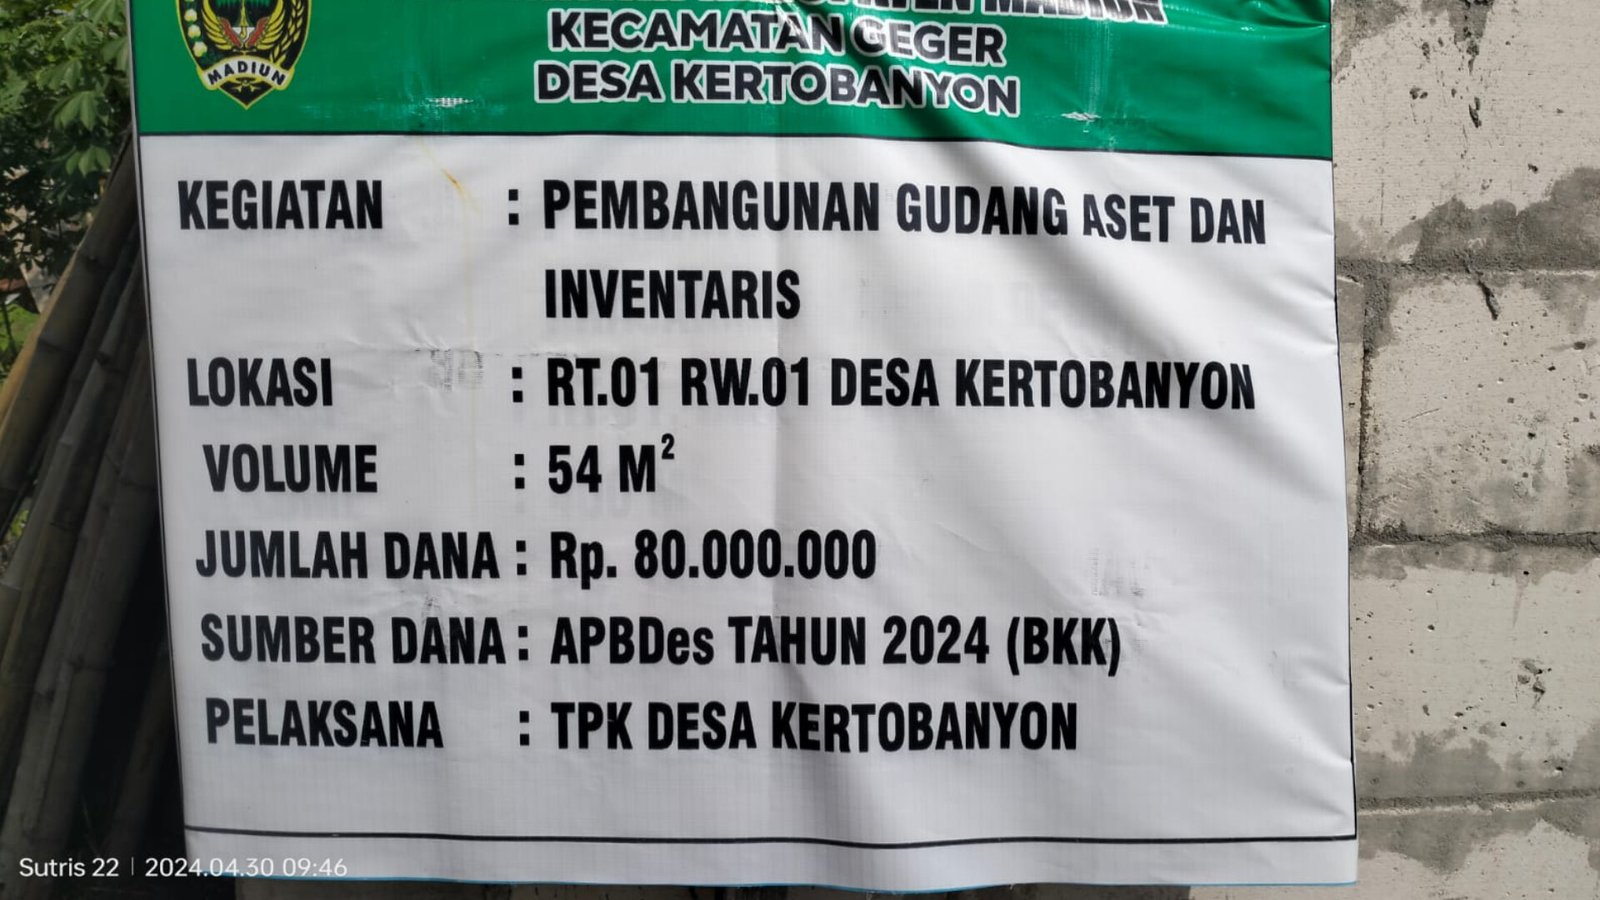 MADIUN
MADIUN
KECAMATAN GEGER
DESA KERTOBANYON
KEGIATAN : PEMBANGUNAN GUDANG ASET DAN
INVENTARIS
LOKASI : RT.01 RW.01 DESA KERTOBANYON
VOLUME : 54 M²
JUMLAH DANA : Rp. 80.000.000
SUMBER DANA : APBDes TAHUN 2024 (BKK)
PELAKSANA : TPK DESA KERTOBANYON
Sutris 22 | 2024.04.30 09:46